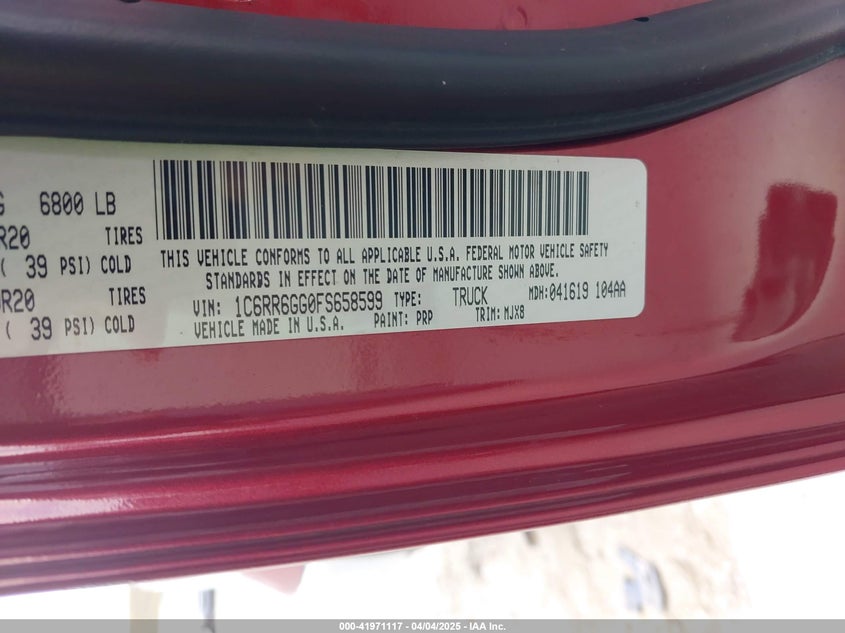 6800 LB
R20 TIRES
( 39 PSI) COLD
R20 TIRES
( 39 PSI) COLD
THIS VEHICLE CONFORMS TO ALL APPLICABLE U.S.A. FEDERAL MOTOR VEHICLE SAFETY
STANDARDS IN EFFECT ON THE DATE OF MANUFACTURE SHOWN ABOVE.
VIN: 1C6RR6GG0FS658599 TYPE: TRUCK MDH: 041619 104AA
VEHICLE MADE IN U.S.A. PAINT: PRP TRIM: MJX8
000-41971117 - 04/04/2025 - IAA Inc.